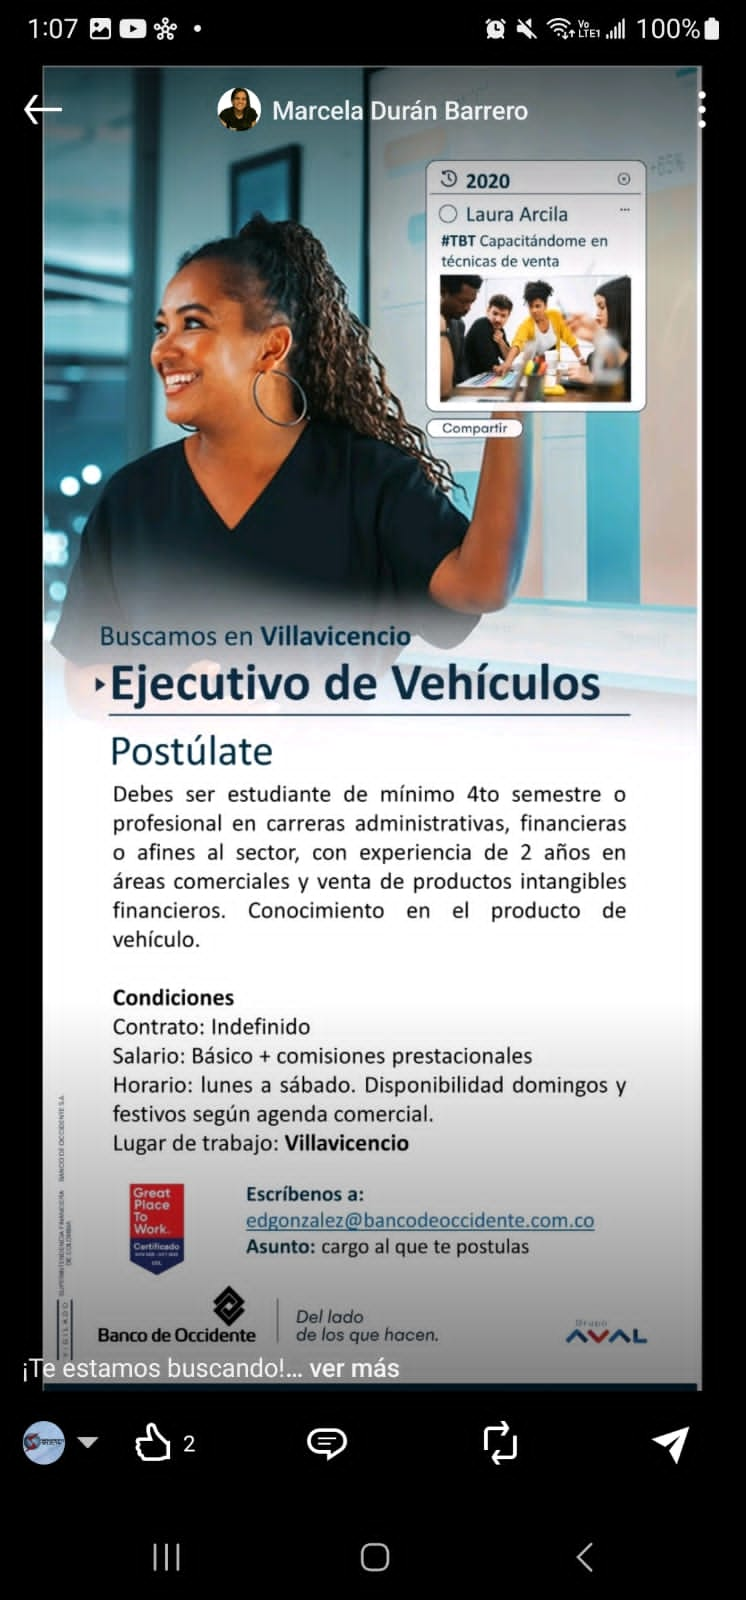 1:07
Vo
LTE1
100%
Marcela Durán Barrero
+85%
2020
Laura Arcila
#TBT Capacitándome en
técnicas de venta
Compartir
Buscamos en Villavicencio
Ejecutivo de Vehículos
Postúlate
Debes ser estudiante de mínimo 4to semestre o
profesional en carreras administrativas, financieras
o afines al sector, con experiencia de 2 años en
áreas comerciales y venta de productos intangibles
financieros. Conocimiento en el producto de
vehículo.
Condiciones
Contrato: Indefinido
Salario: Básico + comisiones prestacionales
Horario: lunes a sábado. Disponibilidad domingos y
festivos según agenda comercial.
Lugar de trabajo: Villavicencio
VIGILADO
SUPERINTENDENCIA FINANCIERA
DE COLOMBIA
BANCO DE OCCIDENTE S.A.
Great
Place
To
Work.
Certificado
COL
Escríbenos a:
edgonzalez@bancodeoccidente.com.co
Asunto: cargo al que te postulas
Banco de Occidente
Del lado
de los que hacen.
Grupo
AVAL
¡Te estamos buscando!... ver más
2